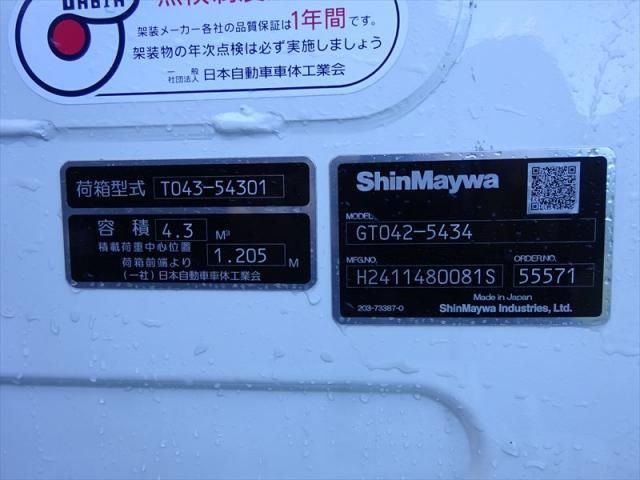 架装メーカー各社の品質保証は1年間です。
架装物の年次点検は必ず実施しましょう
一般社団法人 日本自動車車体工業会
荷箱型式 T043-54301
容積 4.3 M³
積載荷重中心位置
荷箱前端より 1.205 M
(一社)日本自動車車体工業会
ShinMaywa
MODEL
GT042-5434
MFG.NO. ORDER.NO.
H2411480081S 55571
Made in Japan
203-73387-0 ShinMaywa Industries, Ltd.